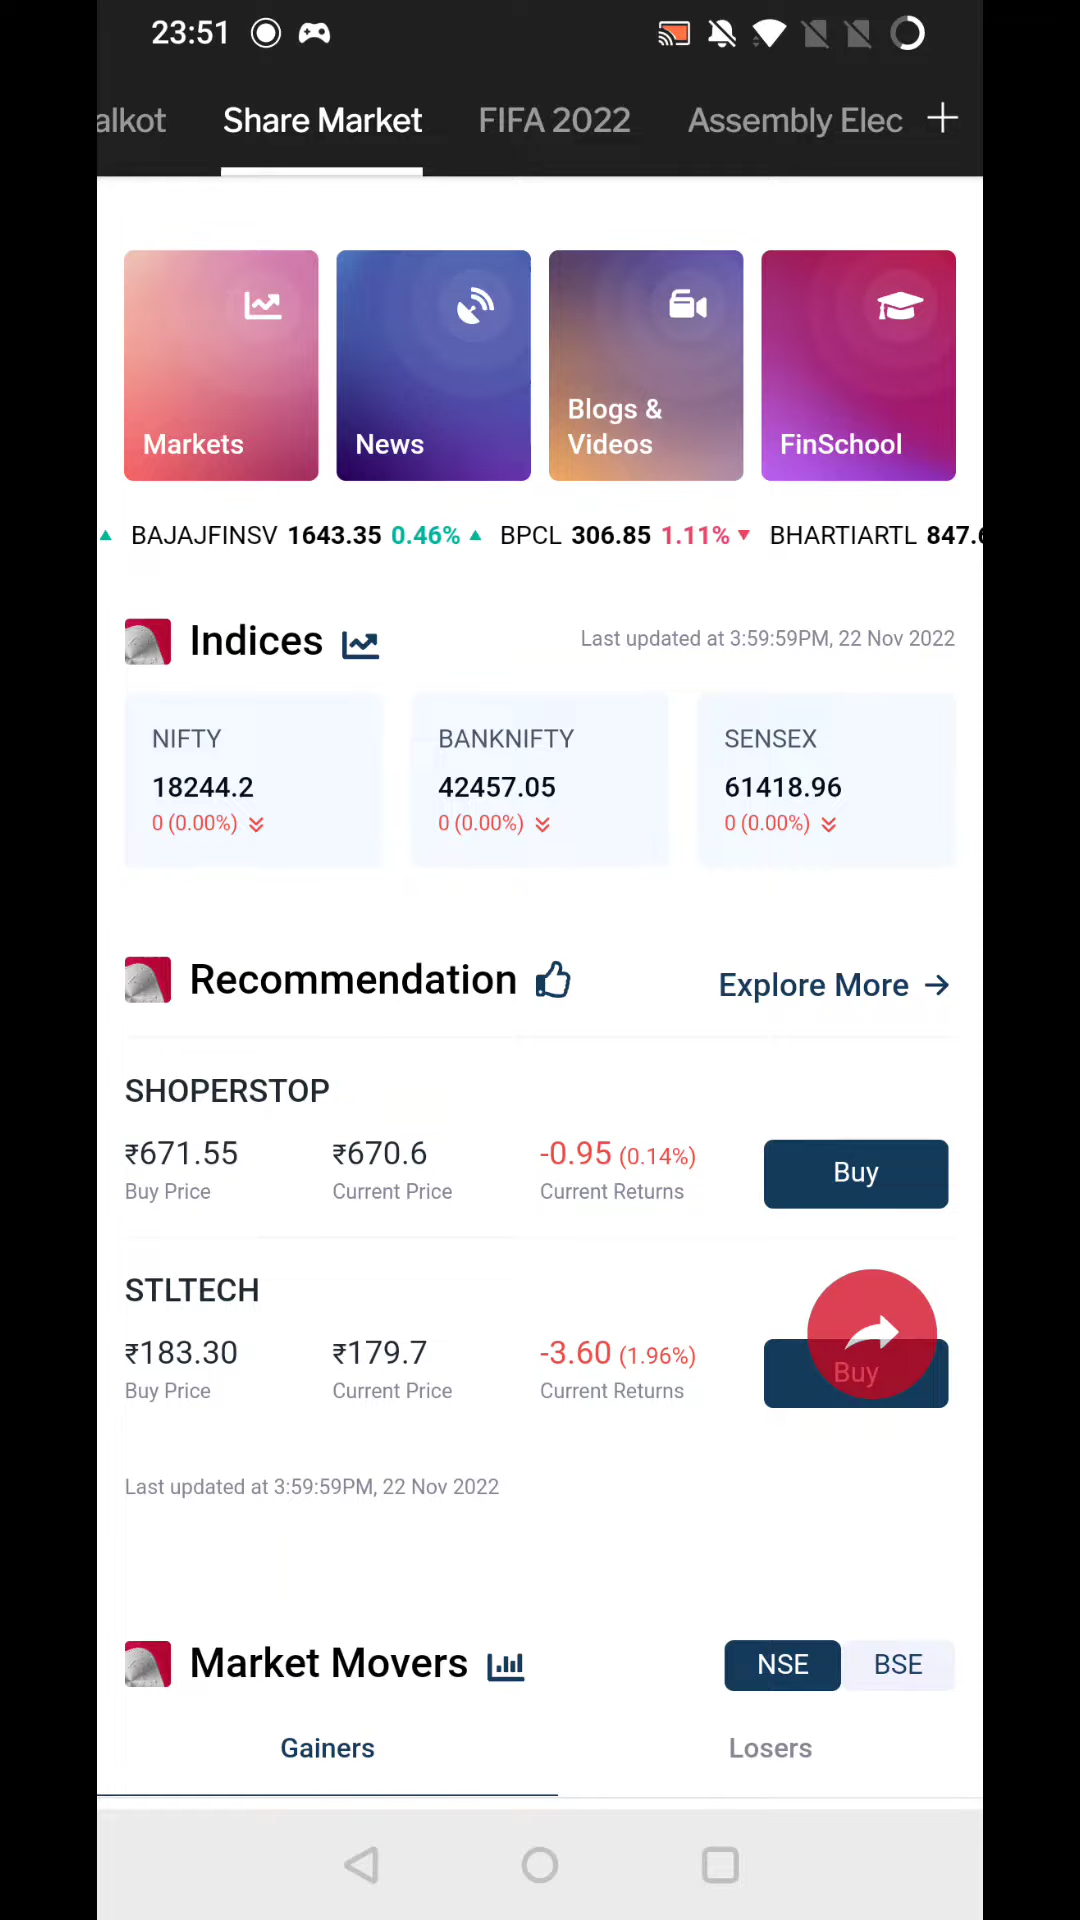 23:51
alkot Share Market FIFA 2022 Assembly Elec
Markets
News
Blogs &
Videos
FinSchool
BAJAJFINSV 1643.35 0.46% BPCL 306.85 1.11% BHARTIARTL 847.6
Indices
Last updated at 3:59:59PM, 22 Nov 2022
NIFTY
18244.2
0 (0.00%)
BANKNIFTY
42457.05
0 (0.00%)
SENSEX
61418.96
0 (0.00%)
Recommendation
Explore More
SHOPERSTOP
₹671.55 ₹670.6 -0.95 (0.14%)
Buy Price Current Price Current Returns
Buy
STLTECH
₹183.30 ₹179.7 -3.60 (1.96%)
Buy Price Current Price Current Returns
Buy
Last updated at 3:59:59PM, 22 Nov 2022
Market Movers
NSE BSE
Gainers Losers